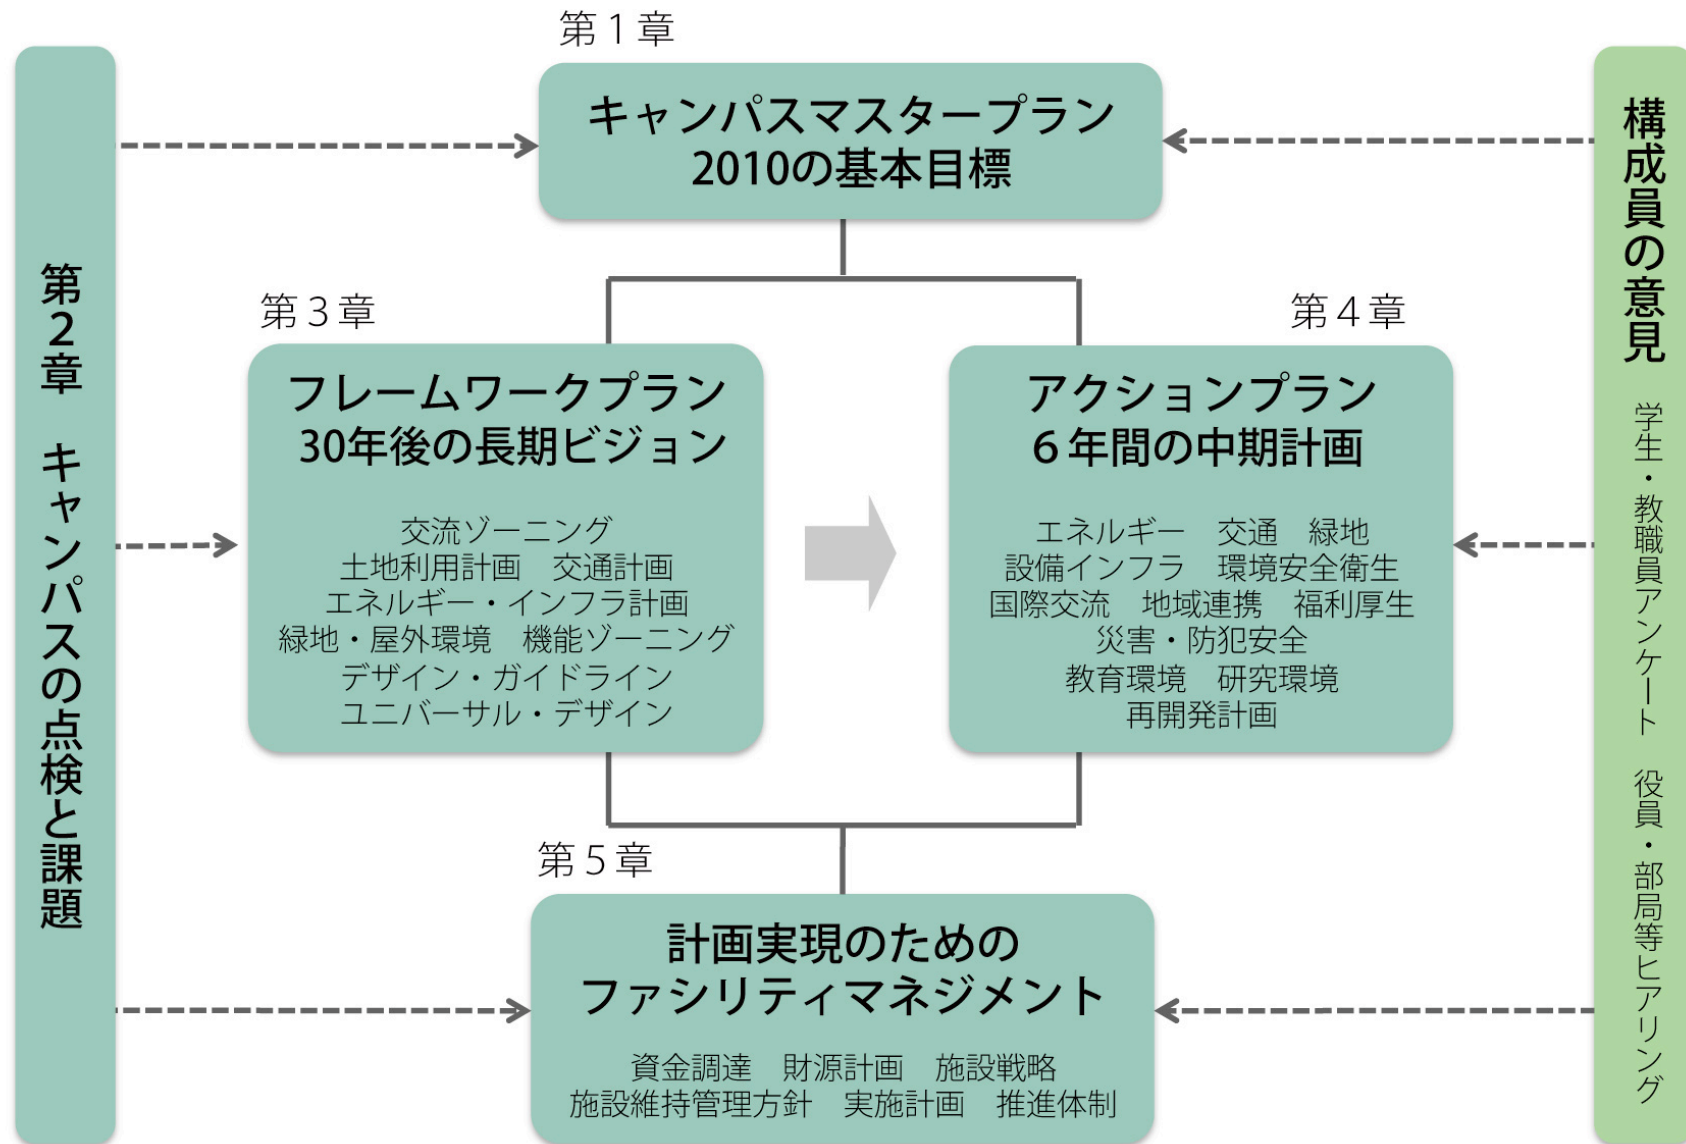 第１章
キャンパスマスタープラン
2010の基本目標
第２章　キャンパスの点検と課題
第３章
フレームワークプラン
30年後の長期ビジョン
交流ゾーニング
土地利用計画　交通計画
エネルギー・インフラ計画
緑地・屋外環境　機能ゾーニング
デザイン・ガイドライン
ユニバーサル・デザイン
第４章
アクションプラン
６年間の中期計画
エネルギー　交通　緑地
設備インフラ　環境安全衛生
国際交流　地域連携　福利厚生
災害・防犯安全
教育環境　研究環境
再開発計画
第５章
計画実現のための
ファシリティマネジメント
資金調達　財源計画　施設戦略
施設維持管理方針　実施計画　推進体制
構成員の意見　学生・教職員アンケート　役員・部局等ヒアリング